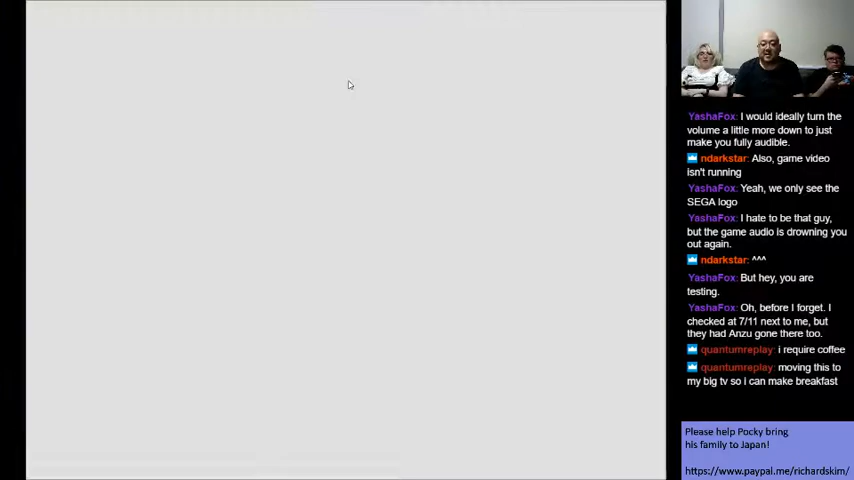 YashaFox: I would ideally turn the
volume a little more down to just
make you fully audible.
ndarkstar: Also, game video
isn't running
YashaFox: Yeah, we only see the
SEGA logo
YashaFox: I hate to be that guy,
but the game audio is drowning you
out again.
ndarkstar: ^^^
YashaFox: But hey, you are
testing.
YashaFox: Oh, before I forget. I
checked at 7/11 next to me, but
they had Anzu gone there too.
quantumreplay: i require coffee
quantumreplay: moving this to
my big tv so i can make breakfast
Please help Pocky bring
his family to Japan!
https://www.paypal.me/richardskim/